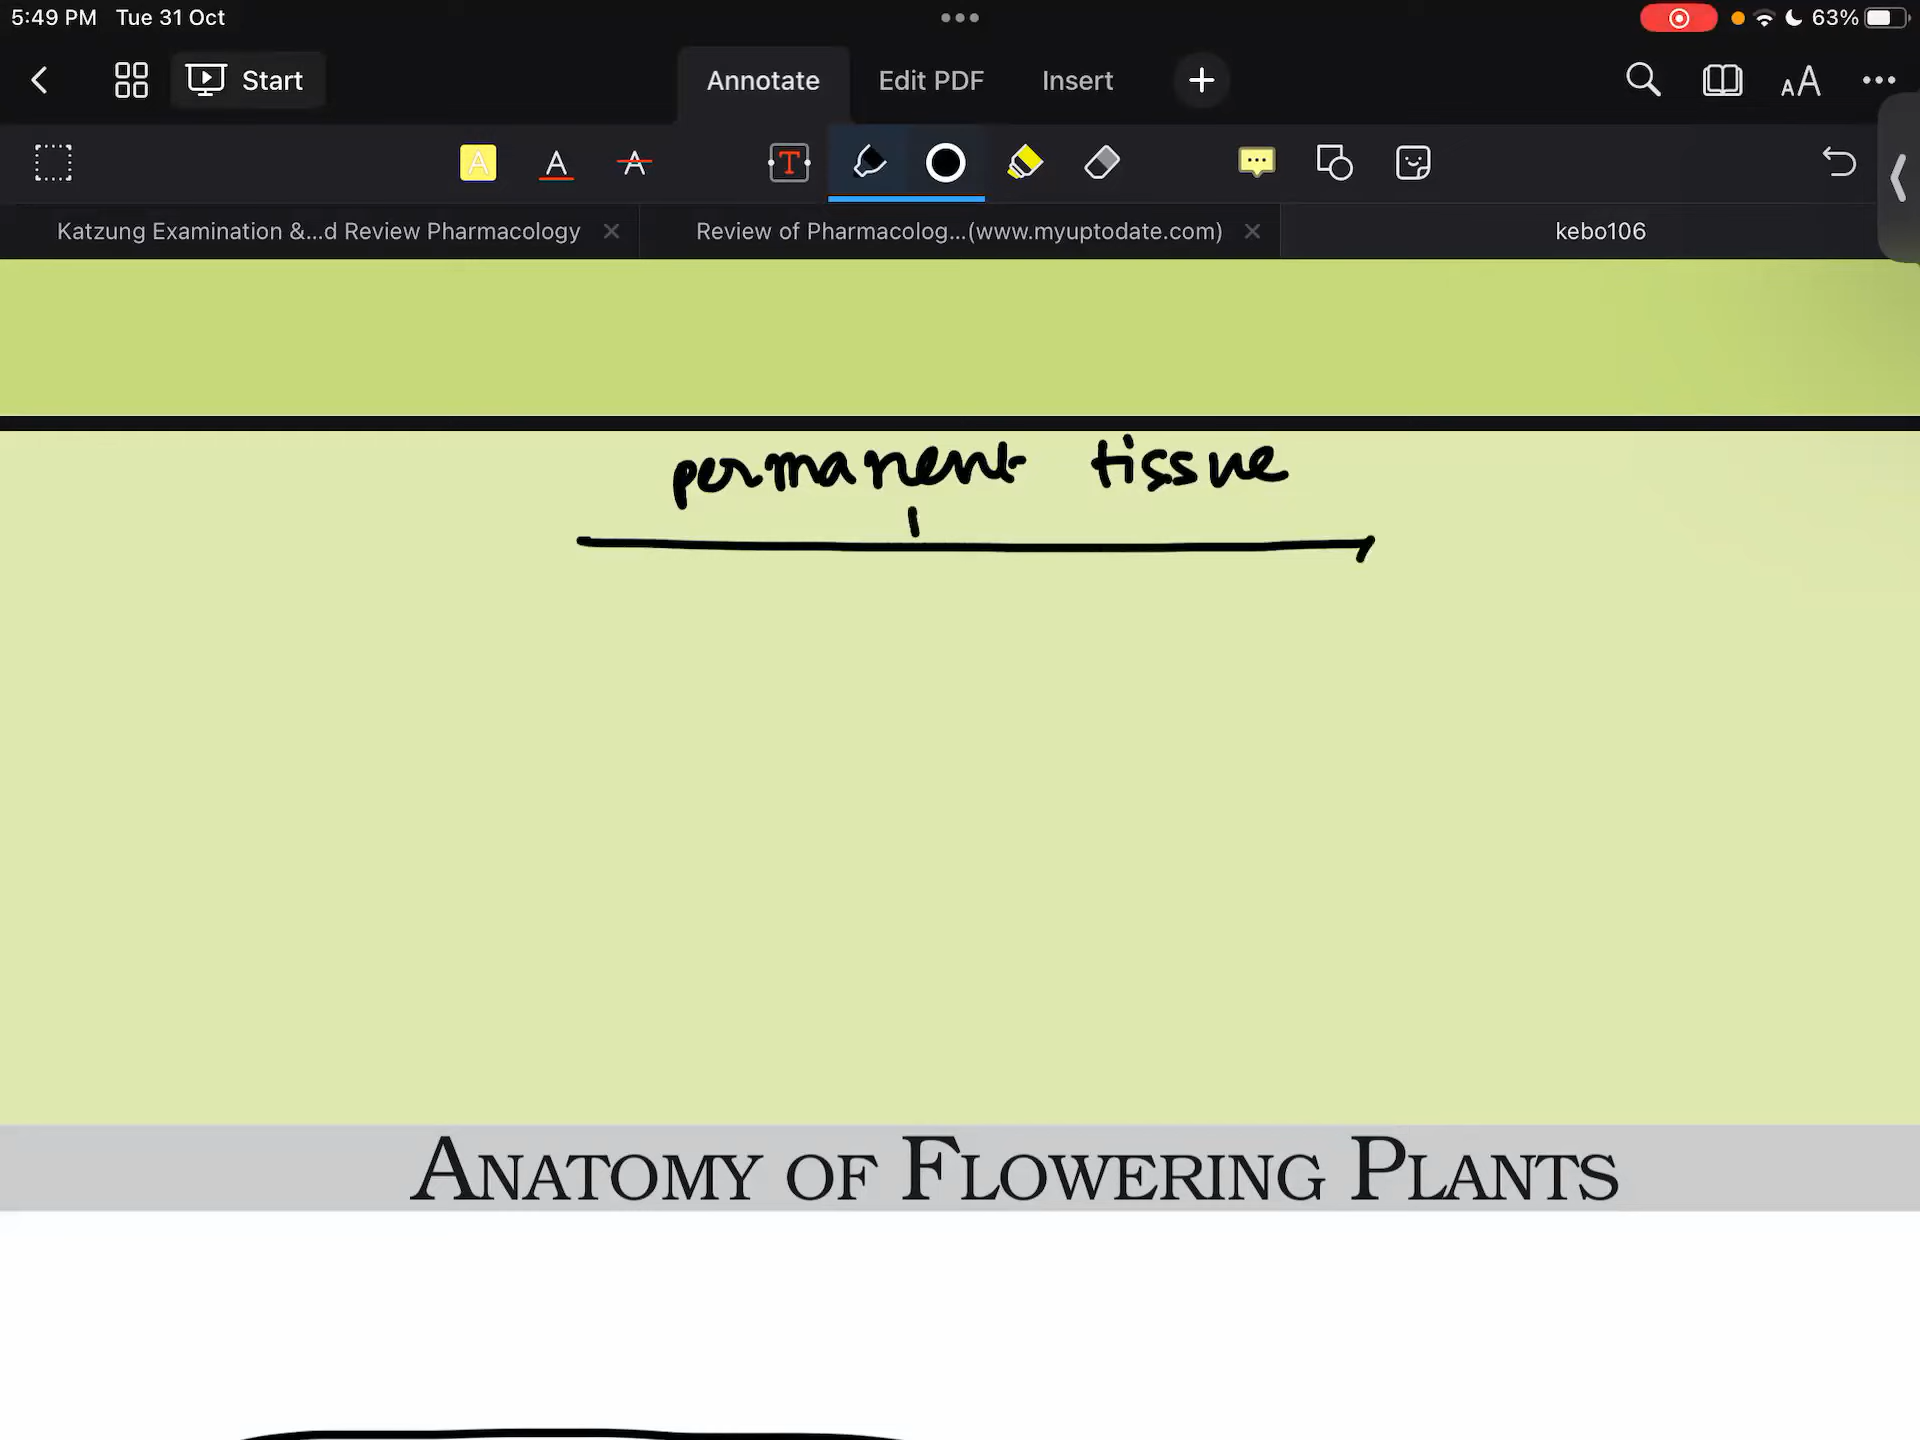 5:49 PM Tue 31 Oct
63%
Start
Annotate
Edit PDF
Insert
Katzung Examination &...d Review Pharmacology
Review of Pharmacolog...(www.myuptodate.com)
kebo106
permanent tissue
ANATOMY OF FLOWERING PLANTS